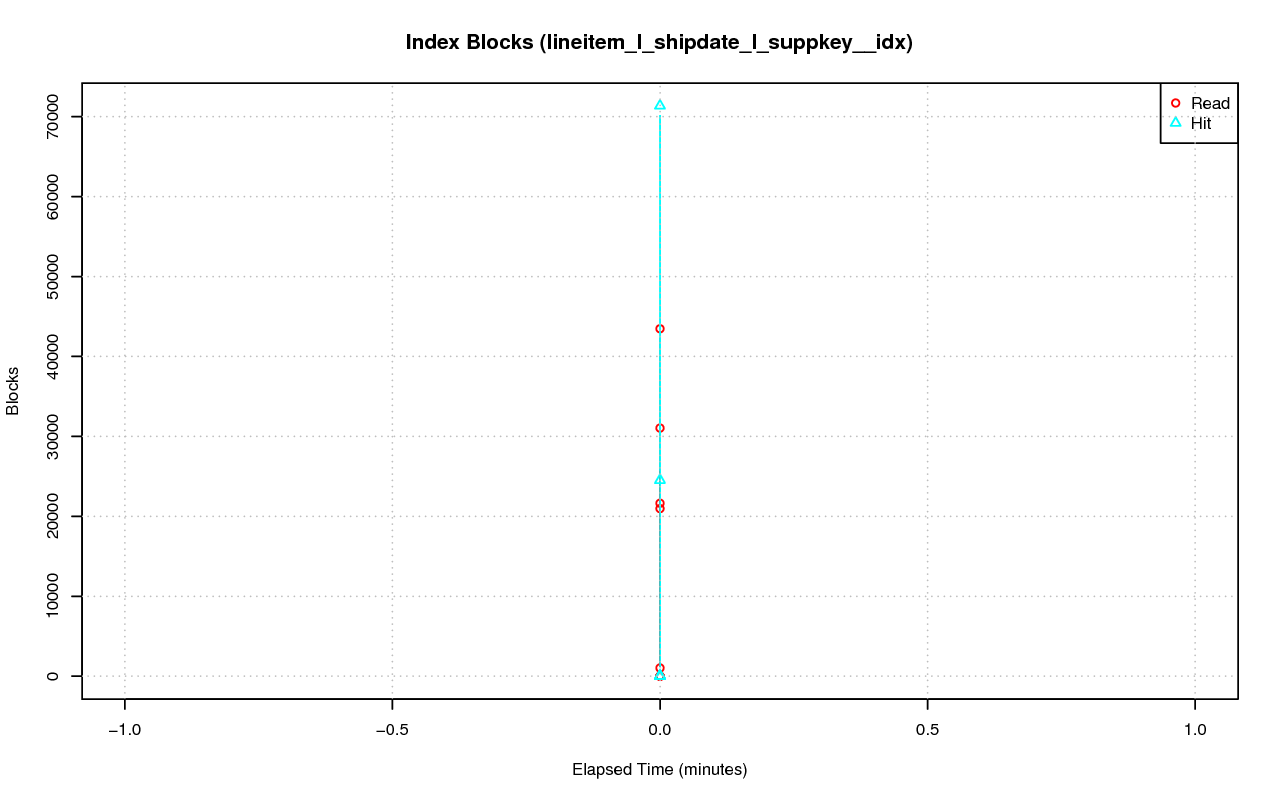 Index Blocks (lineitem_l_shipdate_l_suppkey__idx)
Read
Hit
70000
60000
50000
40000
30000
20000
10000
0
Blocks
−1.0
−0.5
0.0
0.5
1.0
Elapsed Time (minutes)